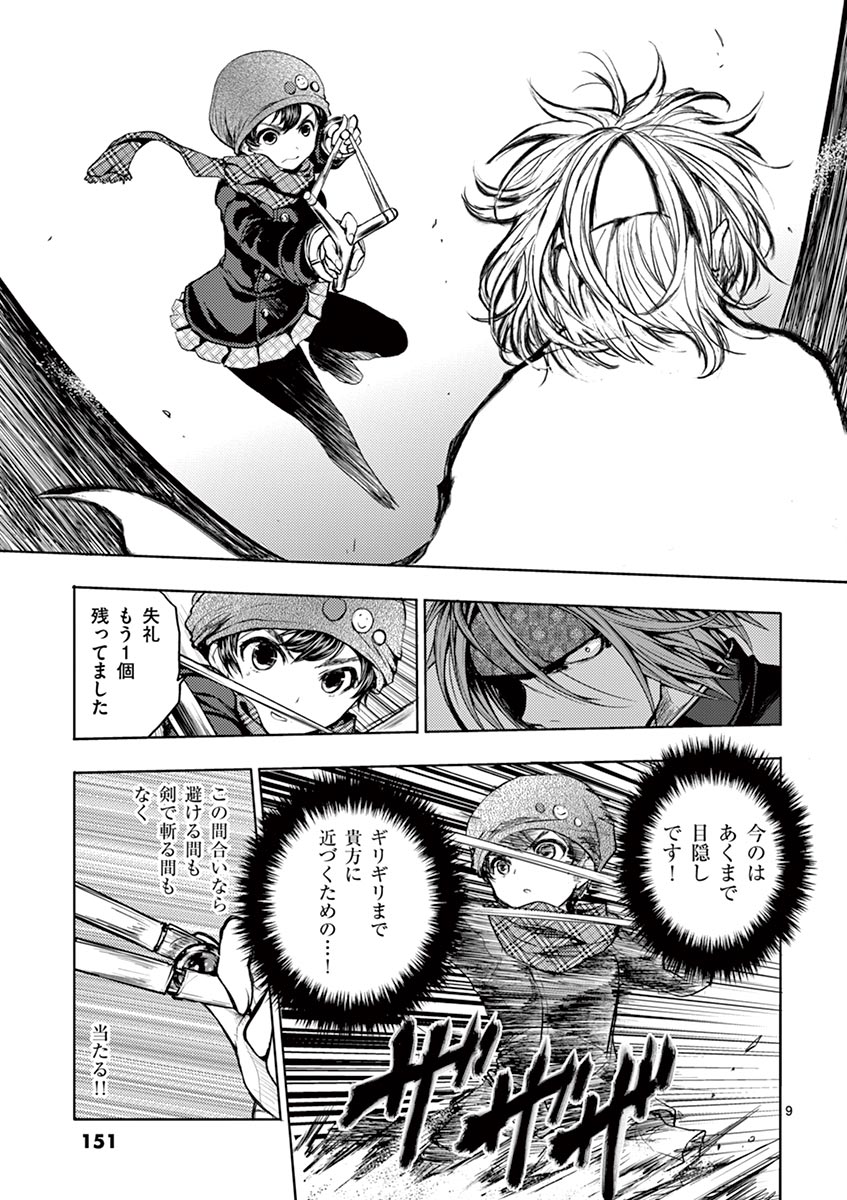 失礼
もう1個
残ってました
今のは
あくまで
目隠し
です!
ギリギリまで
貴方に
近づくための…!
ザザザ
この間合いなら
避ける間も
剣で斬る間も
なく
当たる!!
9
151